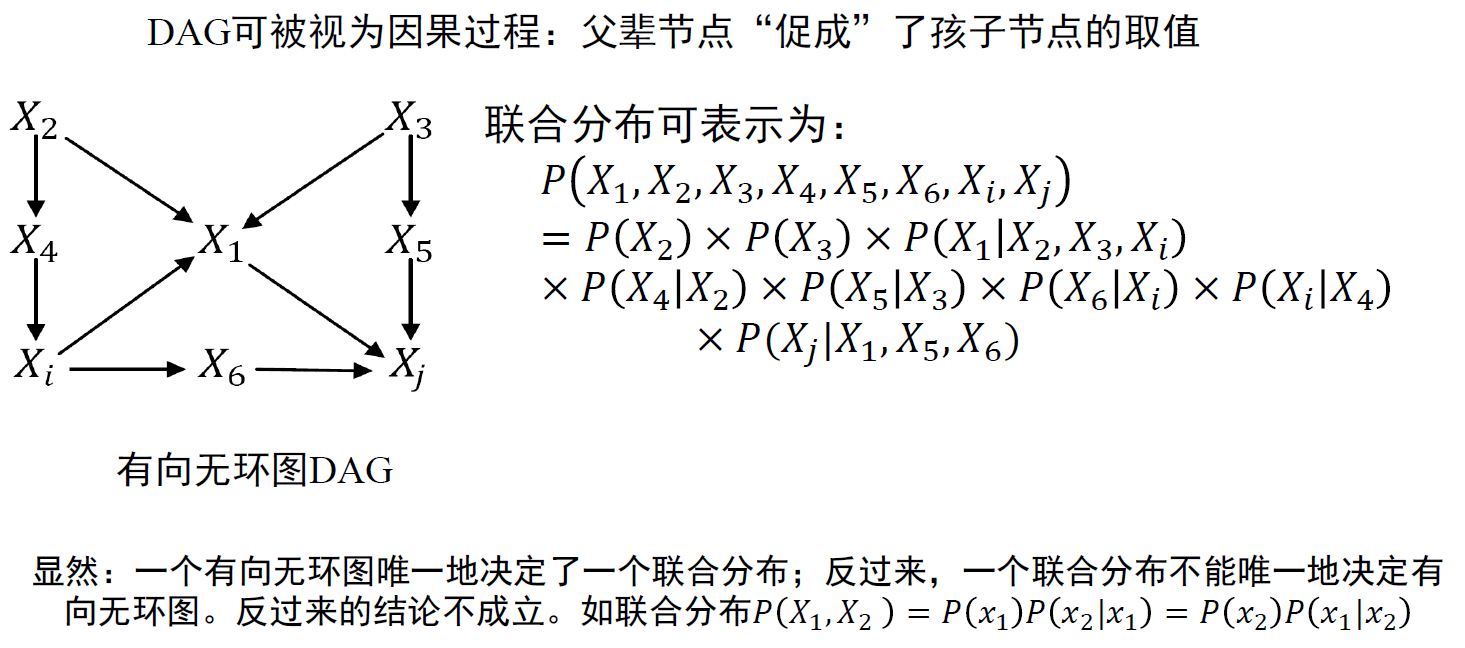 DAG可被视为因果过程：父辈节点“促成”了孩子节点的取值
X₂ X₃
X₄ X₁ X₅
Xᵢ X₆ Xⱼ
有向无环图DAG
联合分布可表示为：
P(X₁, X₂, X₃, X₄, X₅, X₆, Xᵢ, Xⱼ)
= P(X₂) × P(X₃) × P(X₁|X₂, X₃, Xᵢ)
× P(X₄|X₂) × P(X₅|X₃) × P(X₆|Xᵢ) × P(Xᵢ|X₄)
× P(Xⱼ|X₁, X₅, X₆)
显然：一个有向无环图唯一地决定了一个联合分布；反过来，一个联合分布不能唯一地决定有
向无环图。反过来的结论不成立。如联合分布P(X₁, X₂ ) = P(x₁)P(x₂|x₁) = P(x₂)P(x₁|x₂)